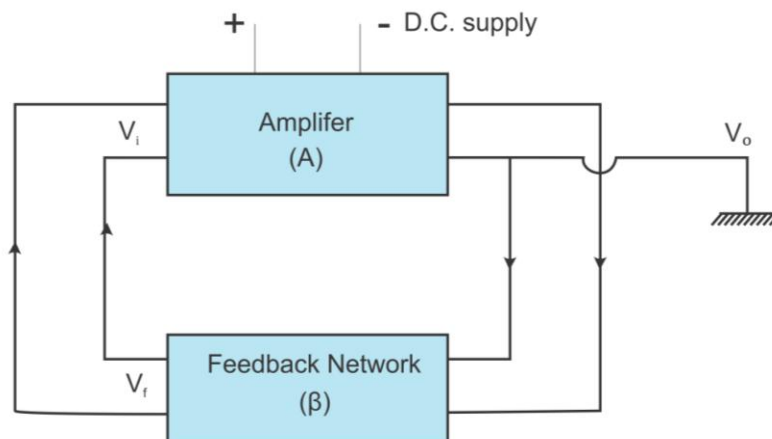 + - D.C. supply
Amplifer
(A)
Vi
Vo
Feedback Network
(β)
Vf